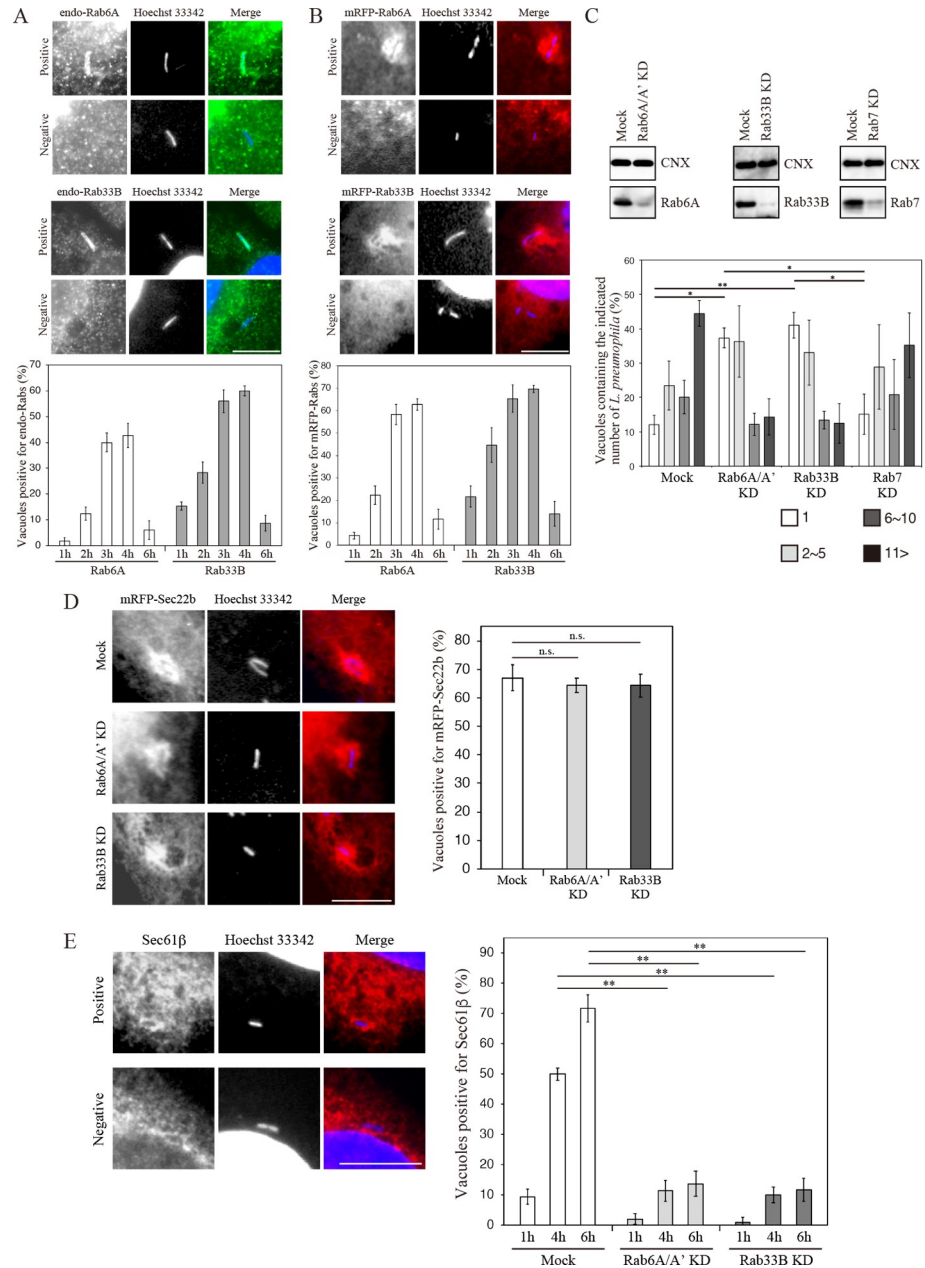 A
endo-Rab6A Hoechst 33342 Merge
Positive
Negative
endo-Rab33B Hoechst 33342 Merge
Positive
Negative
Vacuoles positive for endo-Rabs (%)
70
60
50
40
30
20
10
0
1h 2h 3h 4h 6h 1h 2h 3h 4h 6h
Rab6A Rab33B
B
mRFP-Rab6A Hoechst 33342 Merge
Positive
Negative
mRFP-Rab33B Hoechst 33342 Merge
Positive
Negative
Vacuoles positive for mRFP-Rabs (%)
80
70
60
50
40
30
20
10
0
1h 2h 3h 4h 6h 1h 2h 3h 4h 6h
Rab6A Rab33B
C
Mock Rab6A/A' KD
CNX
Rab6A
Mock Rab33B KD
CNX
Rab33B
Mock Rab7 KD
CNX
Rab7
Vacuoles containing the indicated
number of L. pneumophila (%)
60
50
40
30
20
10
0
*
**
*
*
Mock Rab6A/A' Rab33B Rab7
KD KD KD
1 6~10
2~5 11>
D
mRFP-Sec22b Hoechst 33342 Merge
Mock
Rab6A/A' KD
Rab33B KD
Vacuoles positive for mRFP-Sec22b (%)
80
70
60
50
40
30
20
10
0
n.s.
n.s.
Mock Rab6A/A' Rab33B
KD KD
E
Sec61β Hoechst 33342 Merge
Positive
Negative
Vacuoles positive for Sec61β (%)
90
80
70
60
50
40
30
20
10
0
**
**
**
**
1h 4h 6h 1h 4h 6h 1h 4h 6h
Mock Rab6A/A' KD Rab33B KD